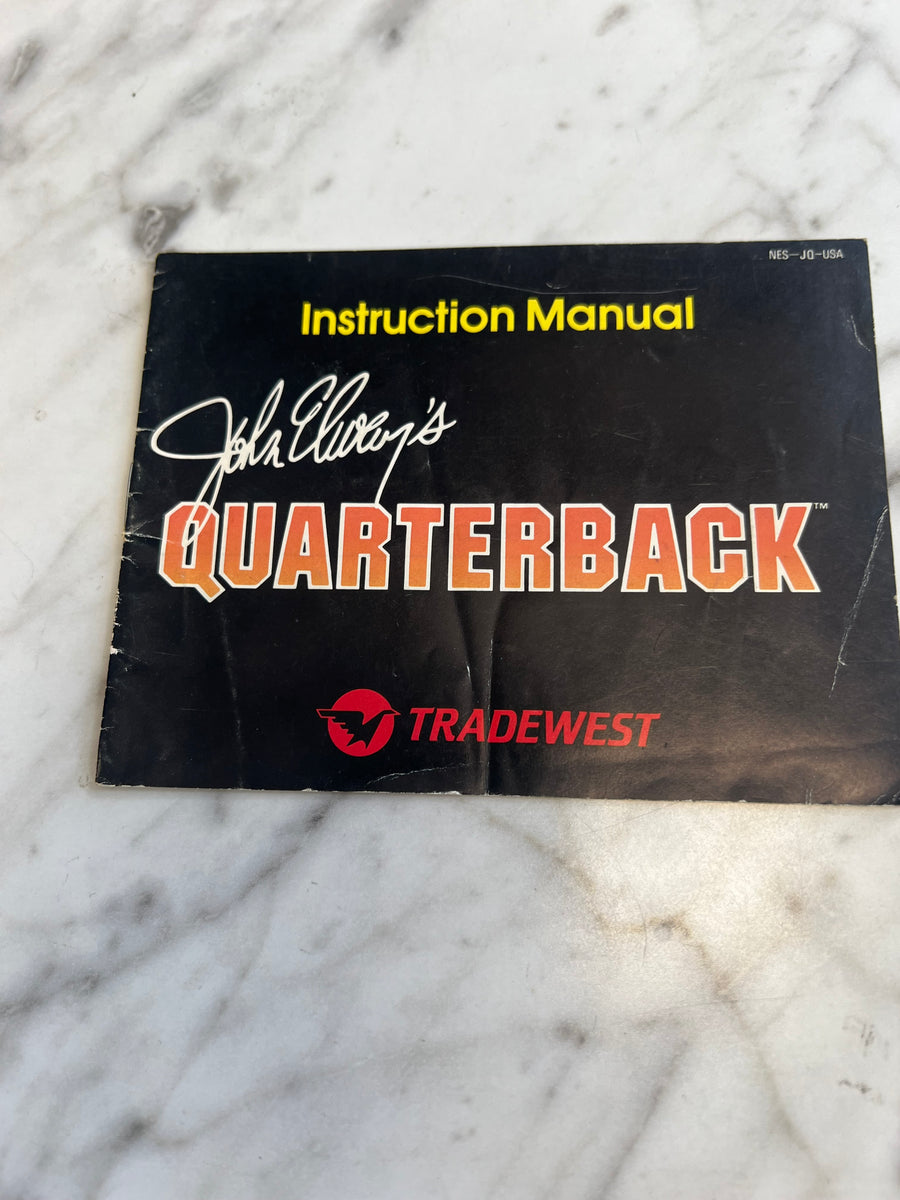 NES-JQ-USA
Instruction Manual
John Elway's
QUARTERBACK™
TRADEWEST